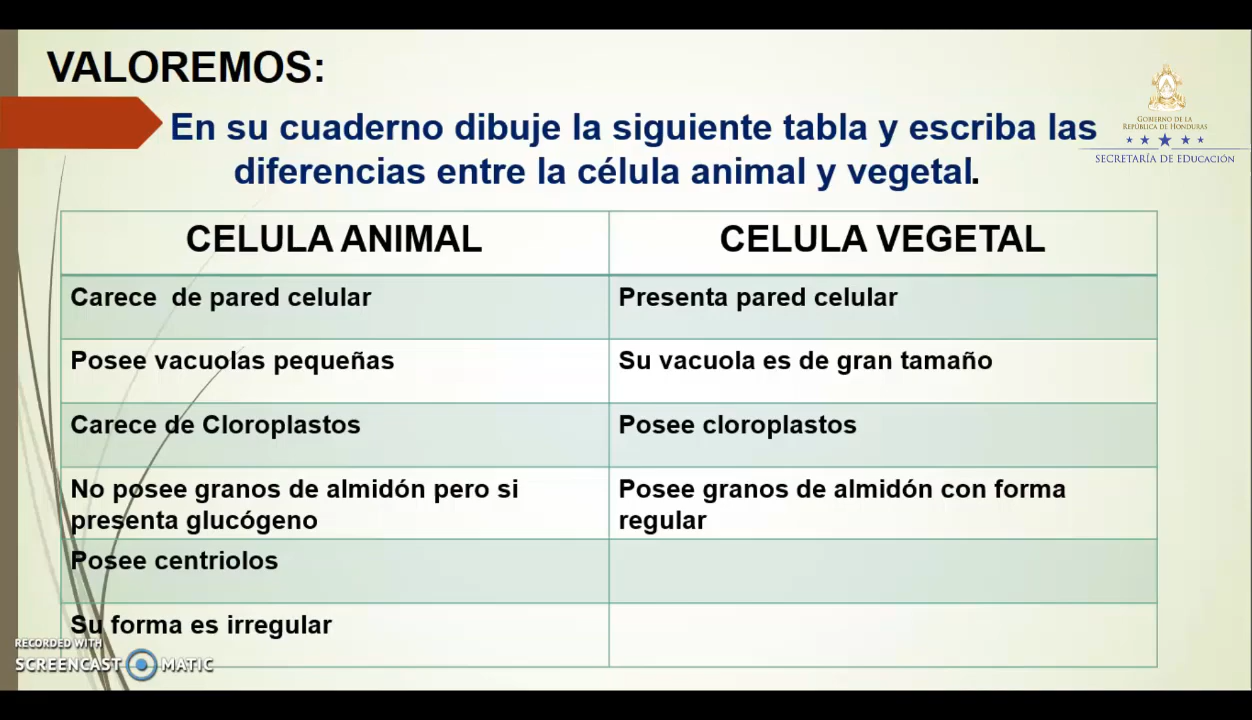 VALOREMOS:
En su cuaderno dibuje la siguiente tabla y escriba las
diferencias entre la célula animal y vegetal.
GOBIERNO DE LA
REPÚBLICA DE HONDURAS
SECRETARÍA DE EDUCACIÓN
CELULA ANIMAL
CELULA VEGETAL
Carece de pared celular
Presenta pared celular
Posee vacuolas pequeñas
Su vacuola es de gran tamaño
Carece de Cloroplastos
Posee cloroplastos
No posee granos de almidón pero si
presenta glucógeno
Posee granos de almidón con forma
regular
Posee centriolos
Su forma es irregular
RECORDED WITH
SCREENCAST MATIC